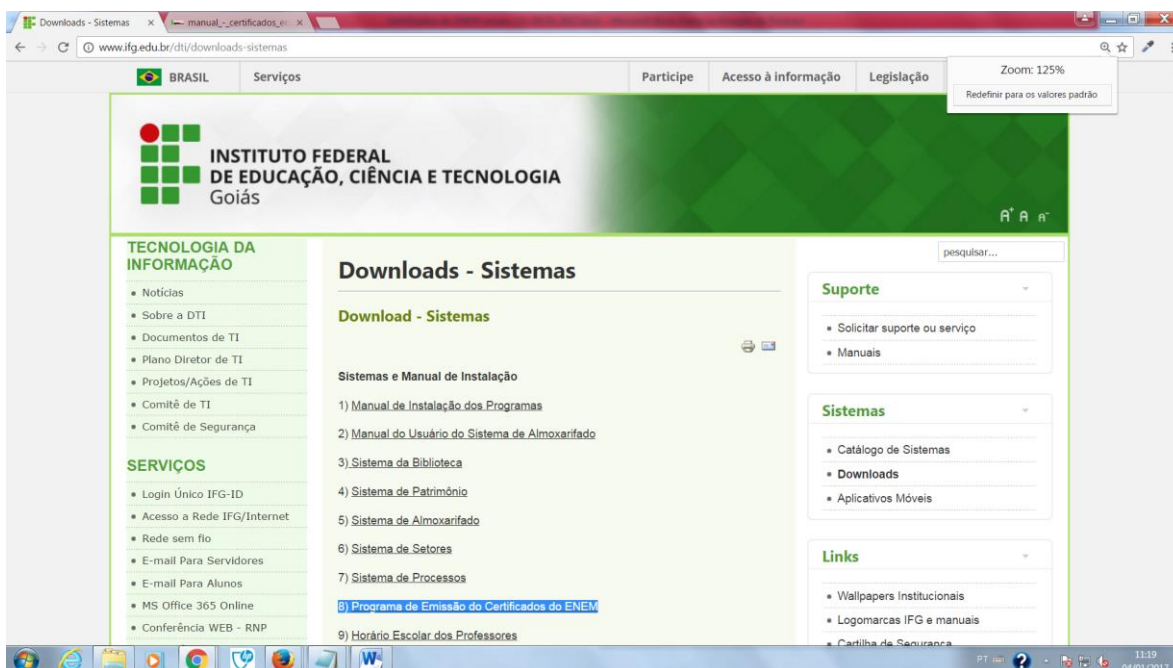 Downloads - Sistemas
manual_-_certificados_e
www.ifg.edu.br/dti/downloads-sistemas
Zoom: 125%
Redefinir para os valores padrão
BRASIL Serviços Participe Acesso à informação Legislação
INSTITUTO FEDERAL
DE EDUCAÇÃO, CIÊNCIA E TECNOLOGIA
Goiás
A+ A A-
pesquisar...
TECNOLOGIA DA
INFORMAÇÃO
Notícias
Sobre a DTI
Documentos de TI
Plano Diretor de TI
Projetos/Ações de TI
Comitê de TI
Comitê de Segurança
SERVIÇOS
Login Único IFG-ID
Acesso a Rede IFG/Internet
Rede sem fio
E-mail Para Servidores
E-mail Para Alunos
MS Office 365 Online
Conferência WEB - RNP
Downloads - Sistemas
Download - Sistemas
Sistemas e Manual de Instalação
1) Manual de Instalação dos Programas
2) Manual do Usuário do Sistema de Almoxarifado
3) Sistema da Biblioteca
4) Sistema de Patrimônio
5) Sistema de Almoxarifado
6) Sistema de Setores
7) Sistema de Processos
8) Programa de Emissão do Certificados do ENEM
9) Horário Escolar dos Professores
Suporte
Solicitar suporte ou serviço
Manuais
Sistemas
Catálogo de Sistemas
Downloads
Aplicativos Móveis
Links
Wallpapers Institucionais
Logomarcas IFG e manuais
Cartilha de Segurança
PT
11:19
04/01/2017